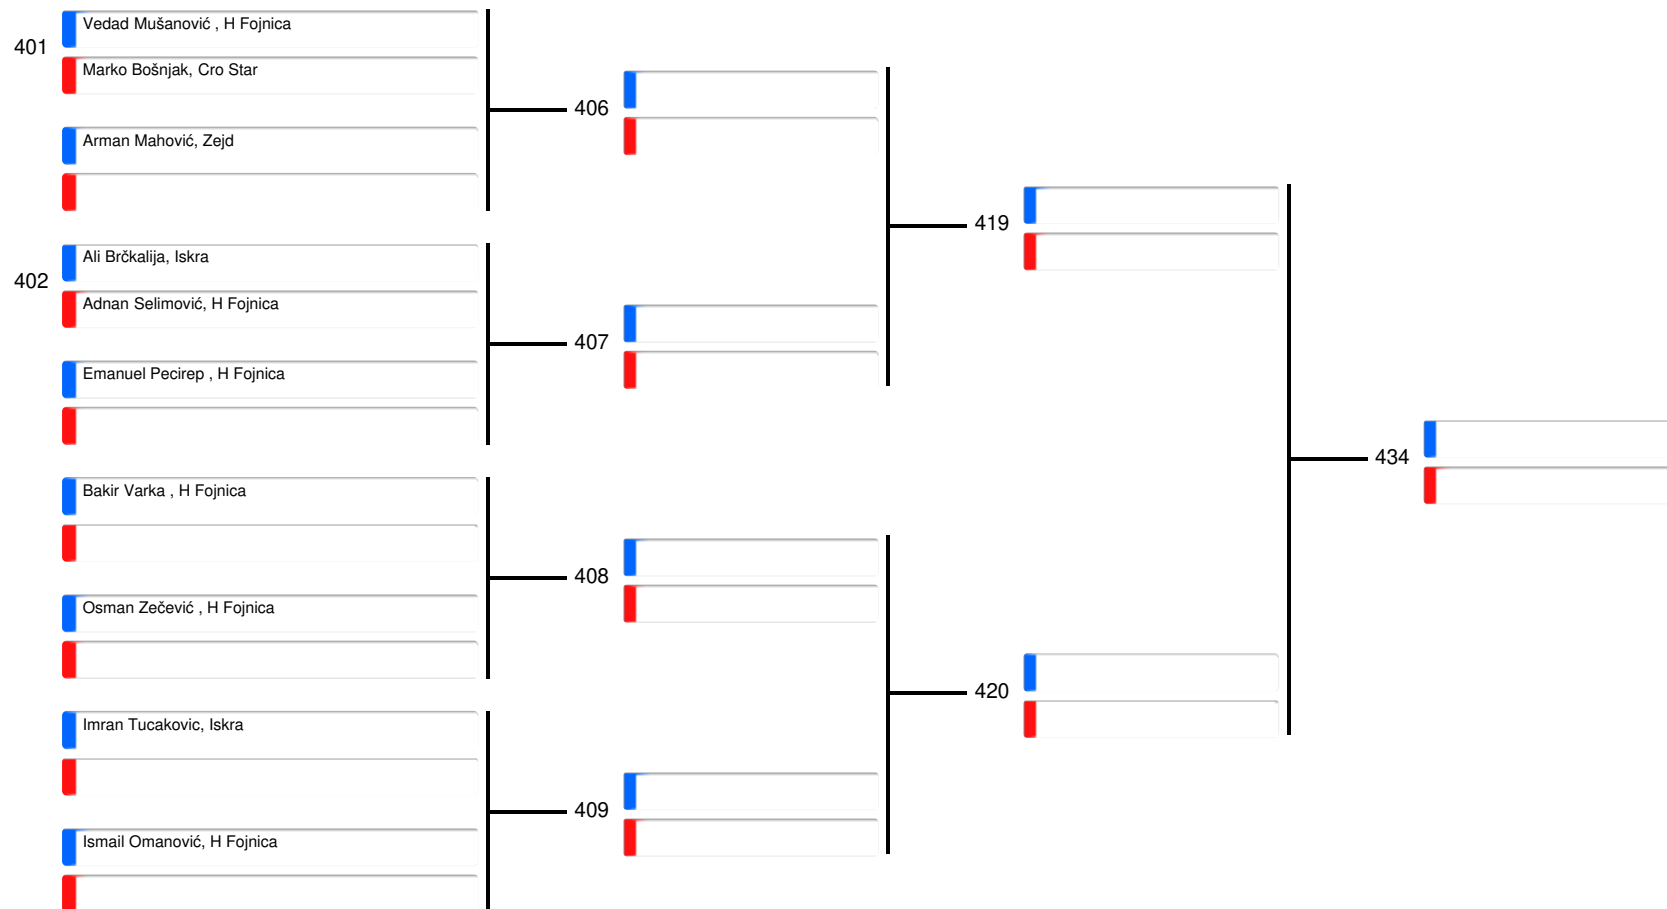 401
Vedad Mušanović , H Fojnica
Marko Bošnjak, Cro Star
406
Arman Mahović, Zejd
419
402
Ali Brčkalija, Iskra
Adnan Selimović, H Fojnica
407
Emanuel Pecirep , H Fojnica
434
Bakir Varka , H Fojnica
408
Osman Zečević , H Fojnica
420
Imran Tucakovic, Iskra
409
Ismail Omanović, H Fojnica